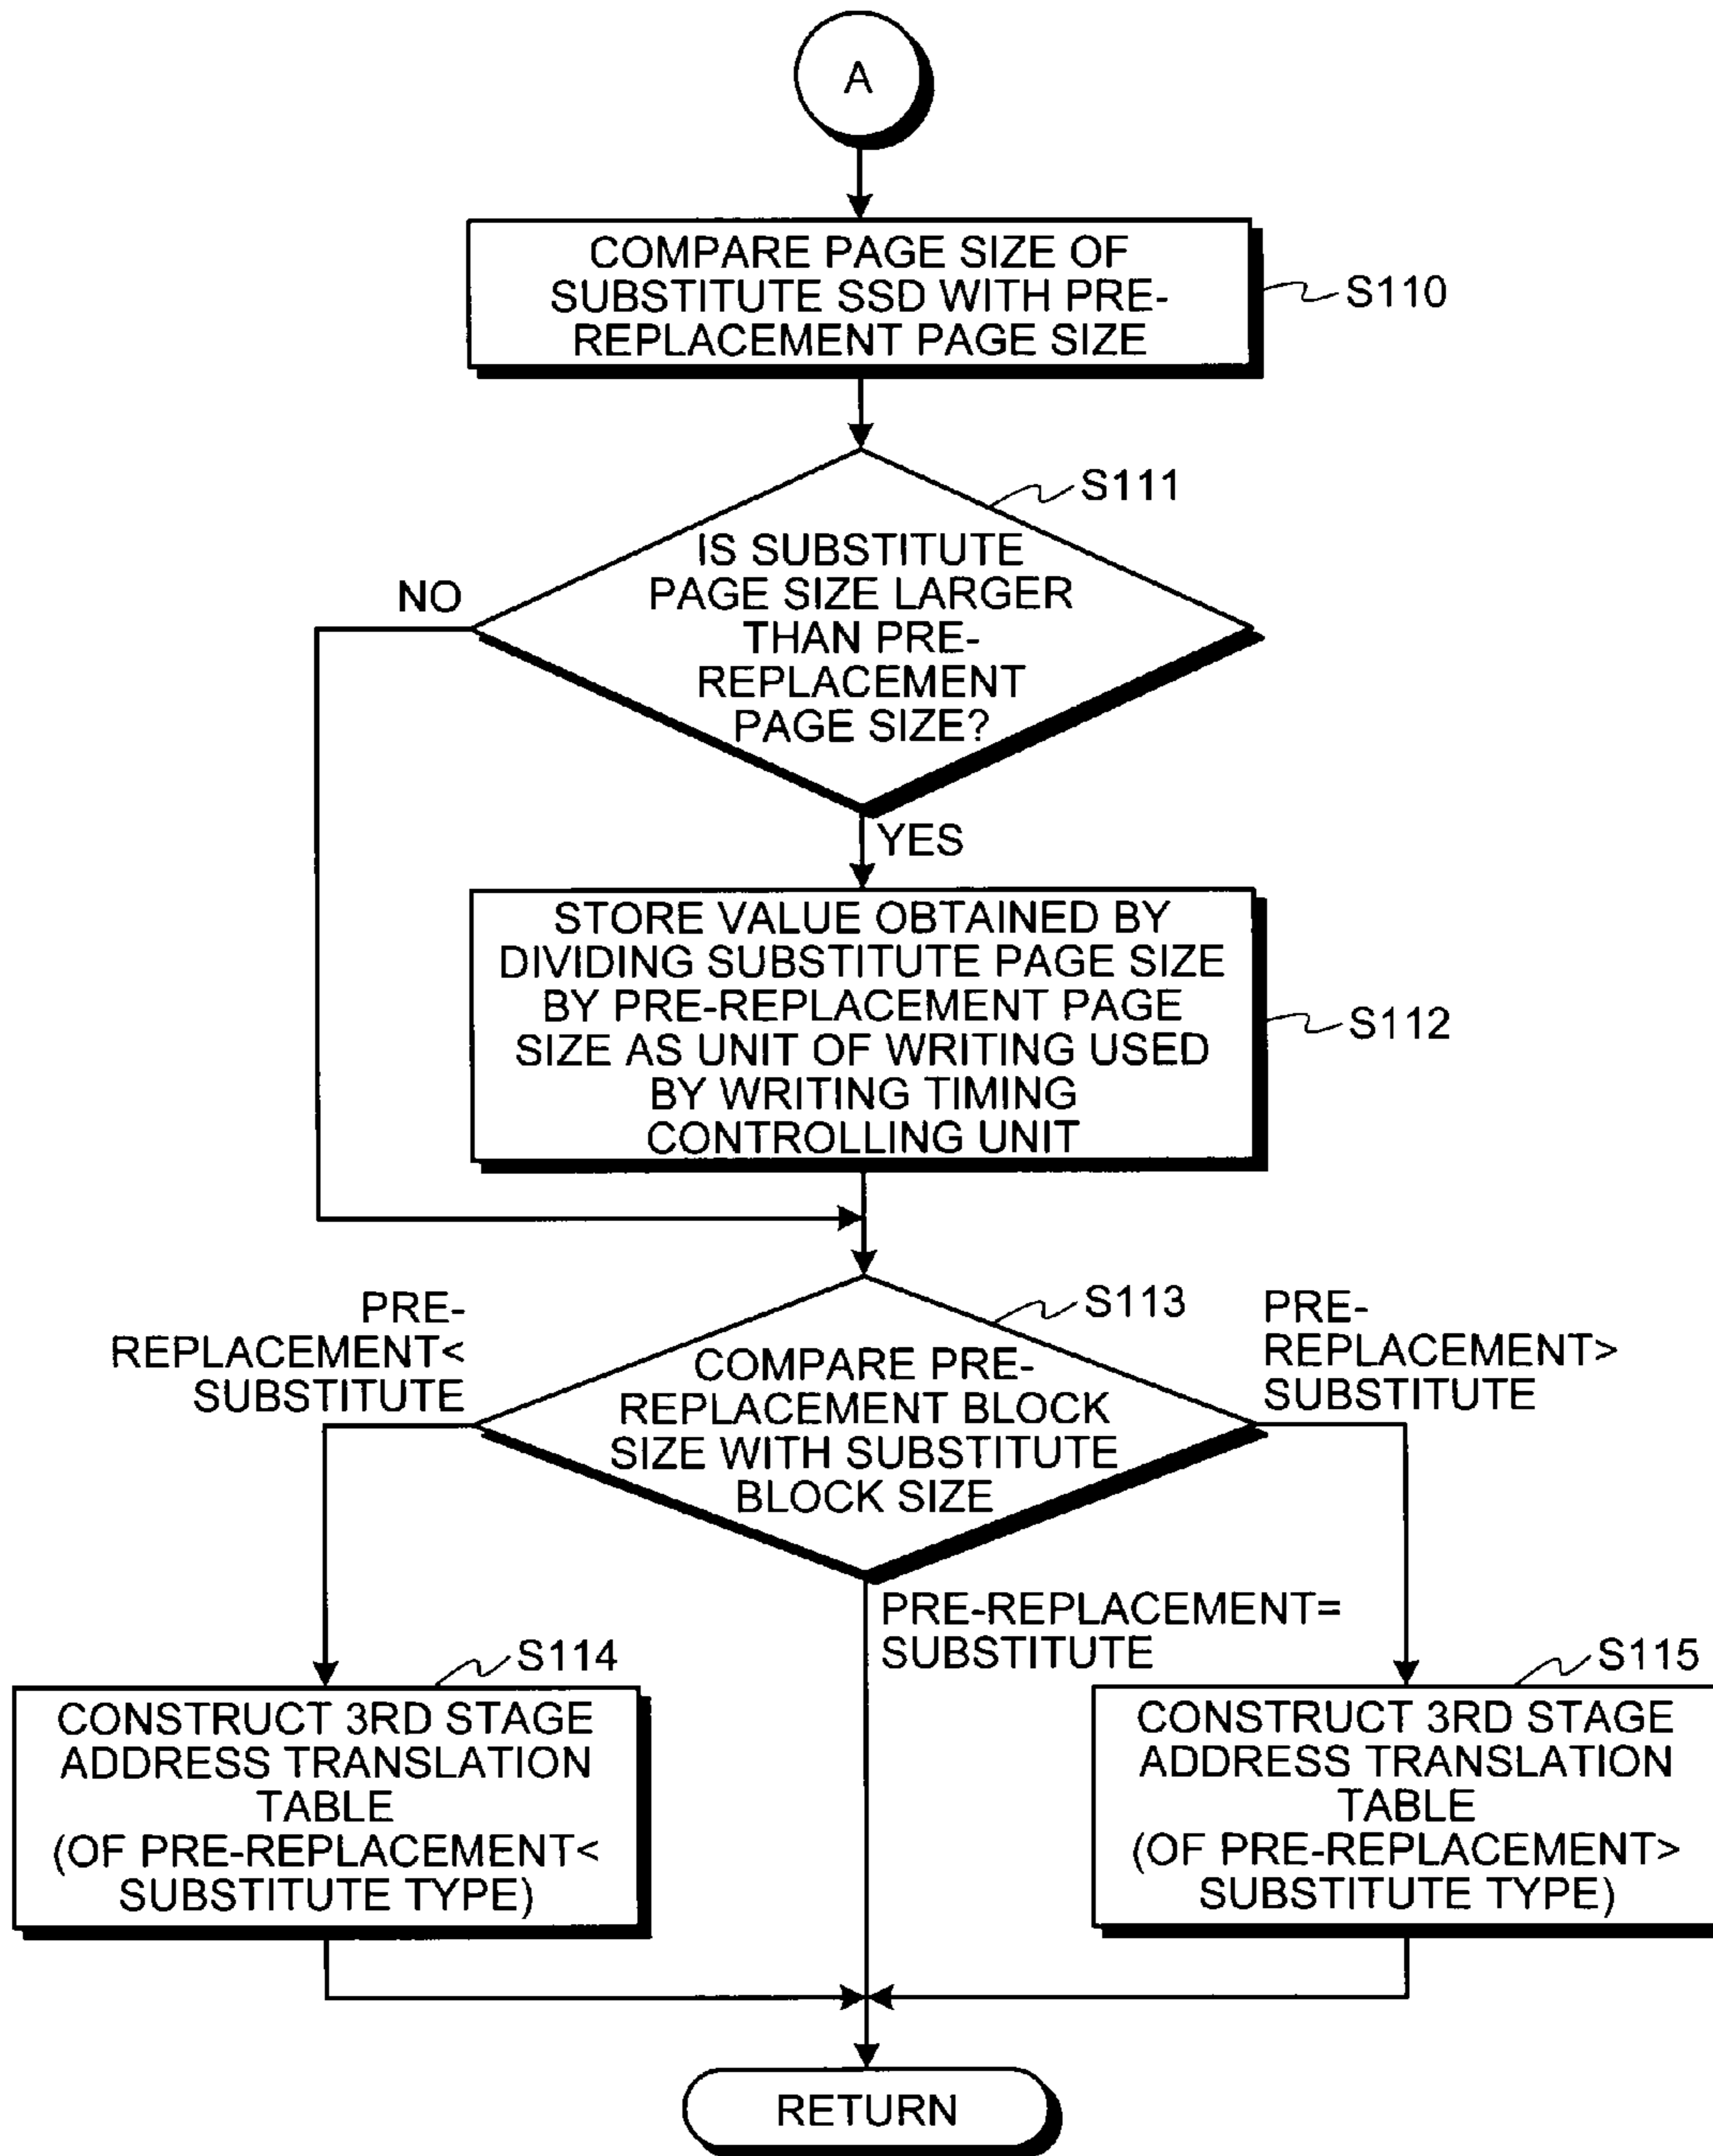 A
COMPARE PAGE SIZE OF
SUBSTITUTE SSD WITH PRE-
REPLACEMENT PAGE SIZE
S110
S111
IS SUBSTITUTE
PAGE SIZE LARGER
THAN PRE-
REPLACEMENT
PAGE SIZE?
NO
YES
STORE VALUE OBTAINED BY
DIVIDING SUBSTITUTE PAGE SIZE
BY PRE-REPLACEMENT PAGE
SIZE AS UNIT OF WRITING USED
BY WRITING TIMING
CONTROLLING UNIT
S112
S113
COMPARE PRE-
REPLACEMENT BLOCK
SIZE WITH SUBSTITUTE
BLOCK SIZE
PRE-
REPLACEMENT<
SUBSTITUTE
PRE-
REPLACEMENT>
SUBSTITUTE
PRE-REPLACEMENT=
SUBSTITUTE
S114
CONSTRUCT 3RD STAGE
ADDRESS TRANSLATION
TABLE
(OF PRE-REPLACEMENT<
SUBSTITUTE TYPE)
S115
CONSTRUCT 3RD STAGE
ADDRESS TRANSLATION
TABLE
(OF PRE-REPLACEMENT>
SUBSTITUTE TYPE)
RETURN